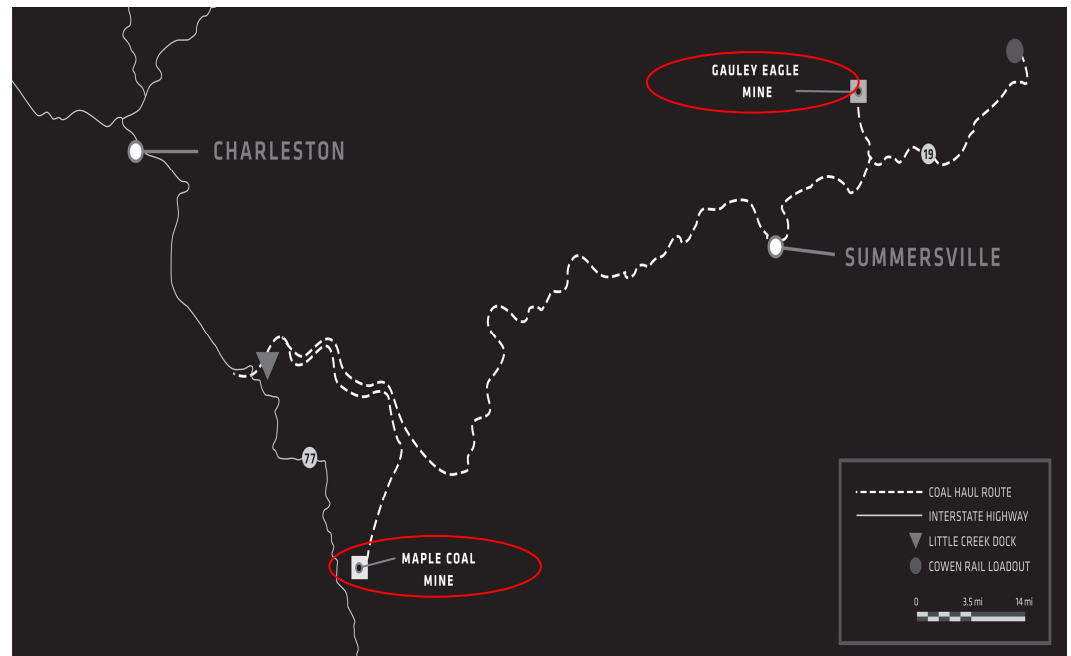 GAULEY EAGLE
MINE
CHARLESTON
19
SUMMERSVILLE
77
MAPLE COAL
MINE
COAL HAUL ROUTE
INTERSTATE HIGHWAY
LITTLE CREEK DOCK
COWEN RAIL LOADOUT
0 3.5 mi 14 mi